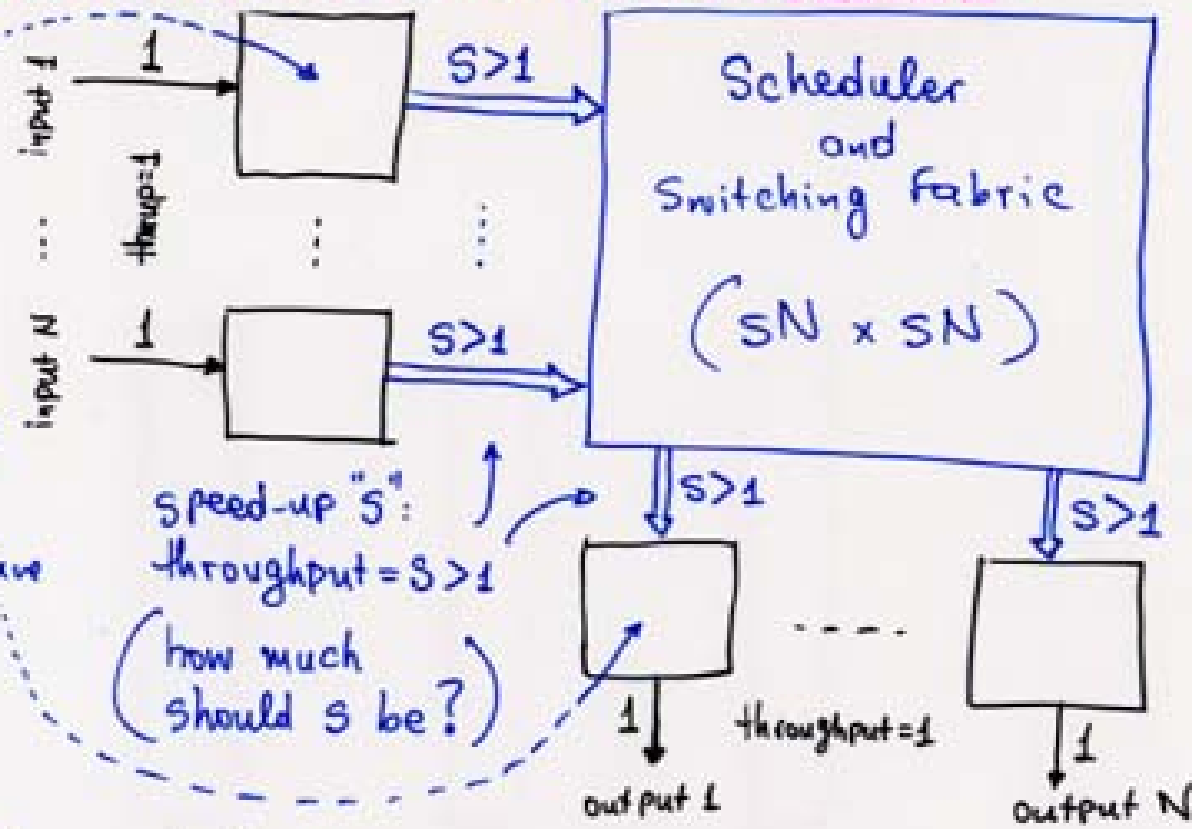 input 1
1
S>1
Scheduler
and
Switching Fabric
(sN x sN)
thrup=1
input N
1
S>1
speed-up "s":
throughput = S>1
(how much
should s be?)
S>1
S>1
1
throughput=1
1
output 1
output N